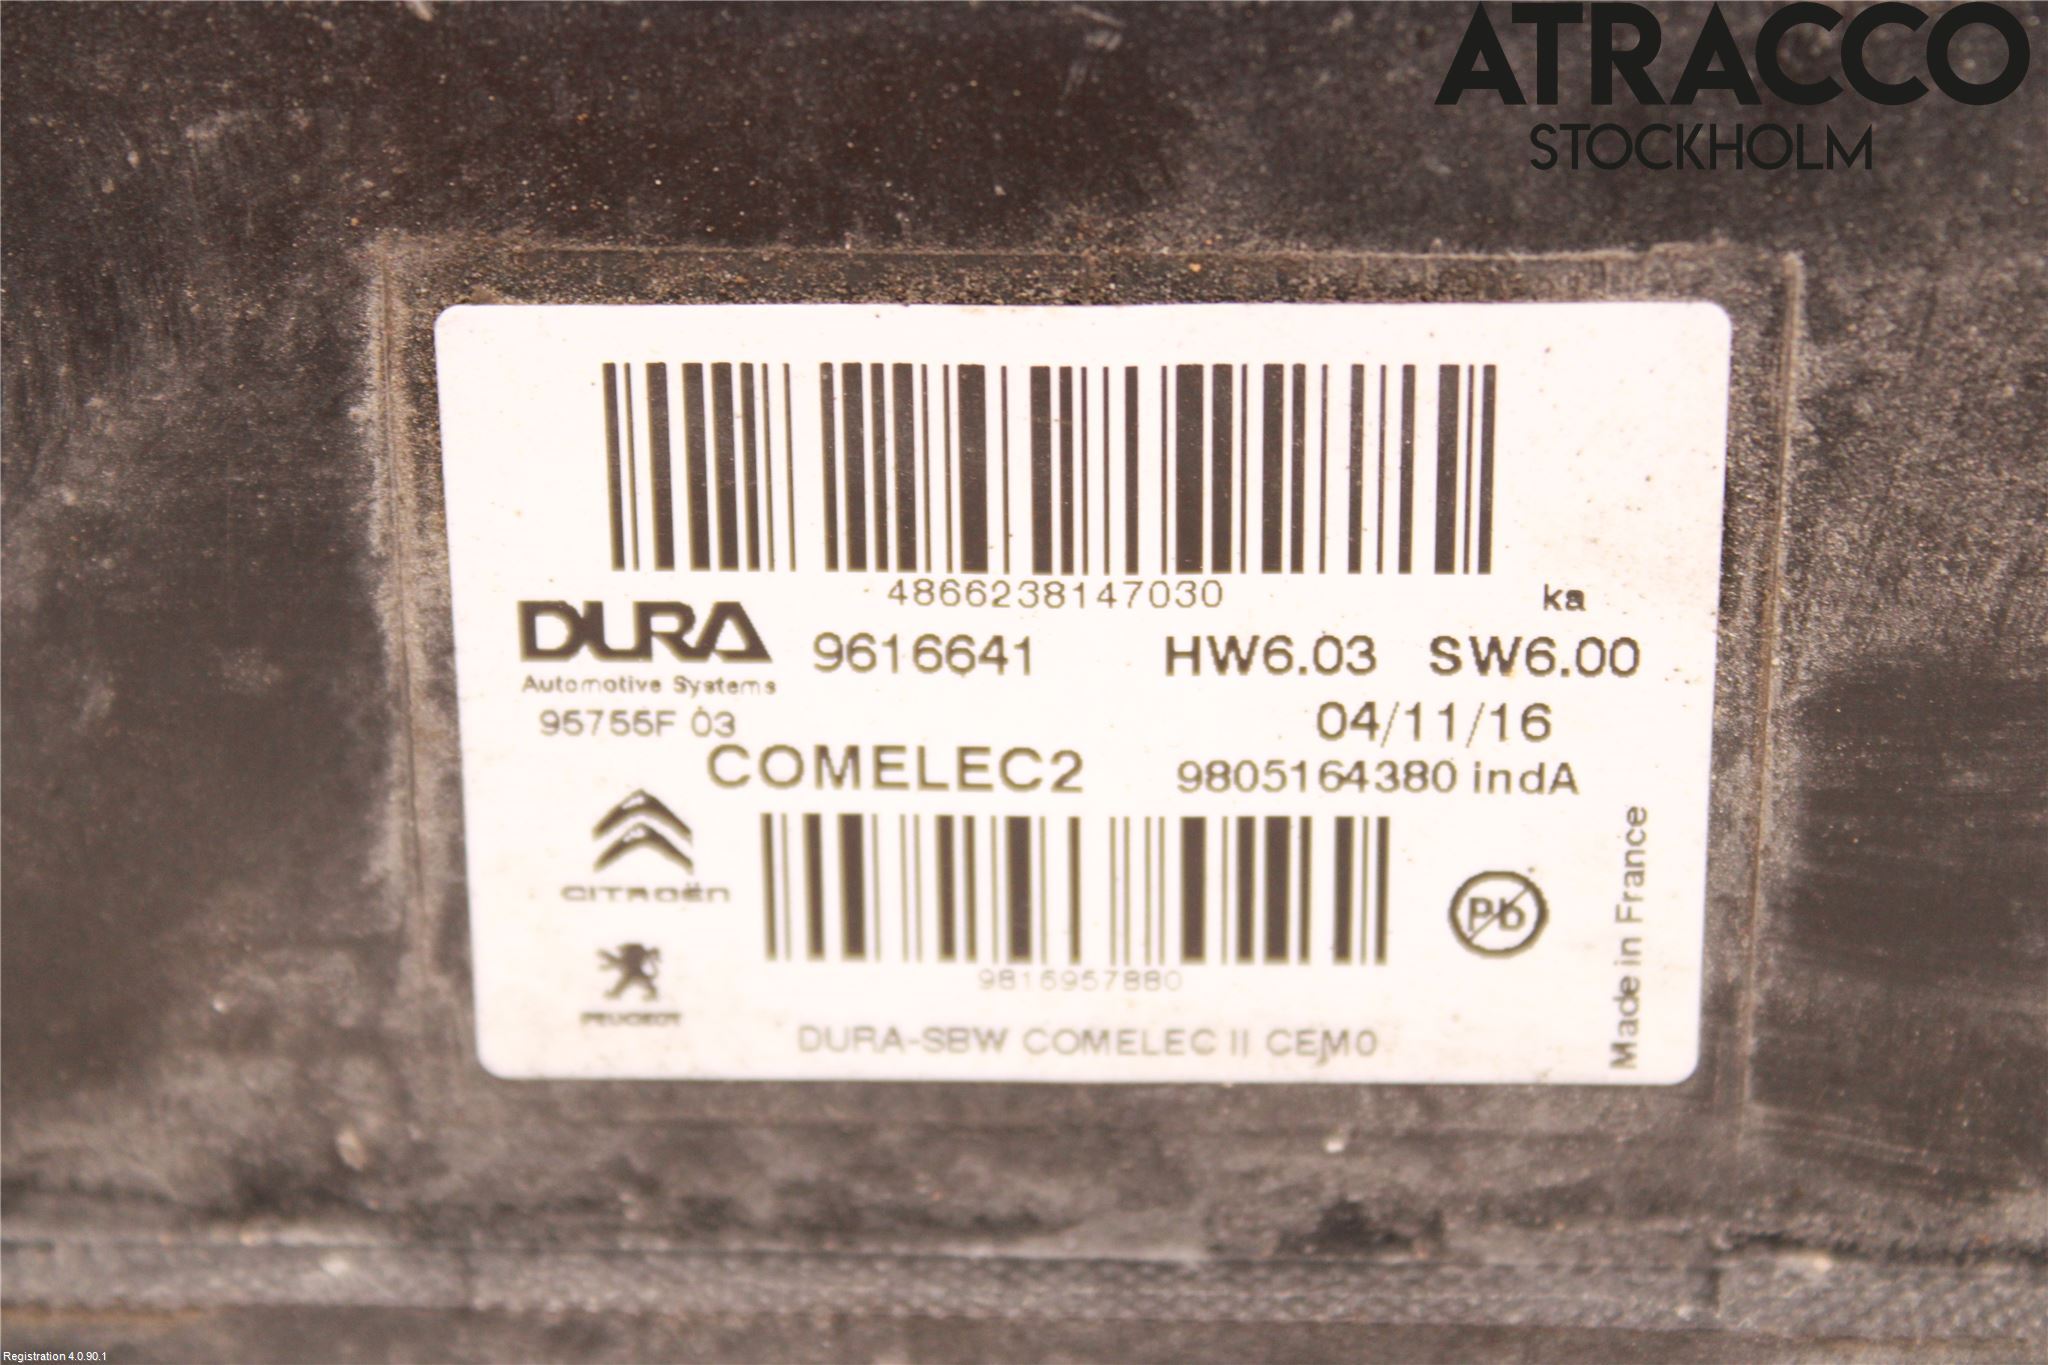 ATRACCO
STOCKHOLM
4866238147030
ka
DURA
Automotive Systems
9616641
HW6.03 SW6.00
95755F 03
04/11/16
COMELEC2
9805164380 indA
CITROËN
Pb
Made in France
9815957880
PEUGEOT
DURA-SBW COMELEC II CEM0
Registration 4.0.90.1